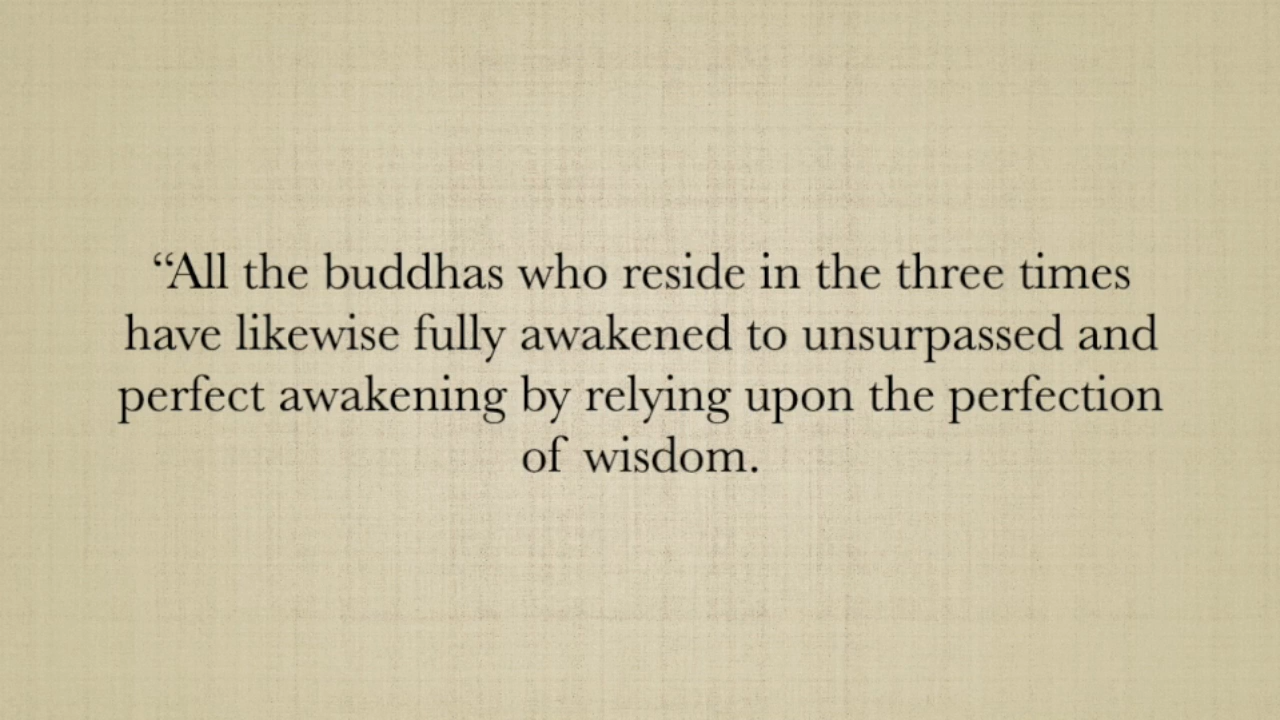 “All the buddhas who reside in the three times
have likewise fully awakened to unsurpassed and
perfect awakening by relying upon the perfection
of wisdom.